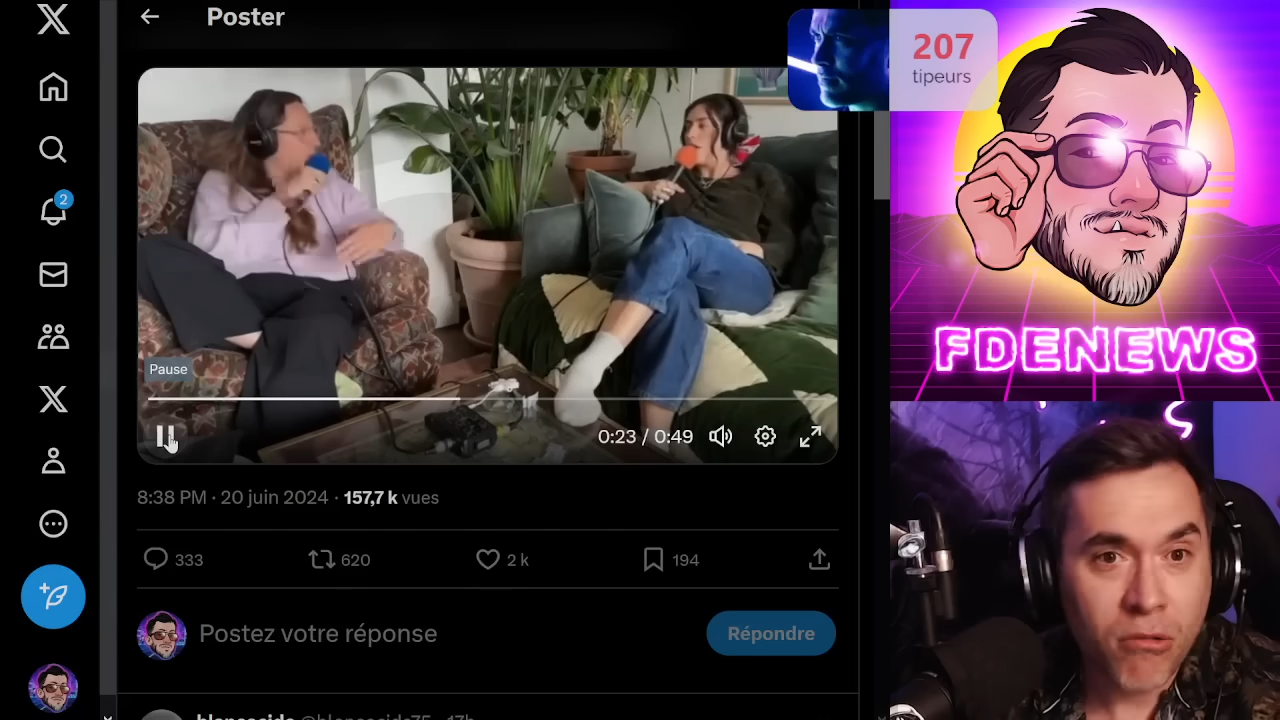 Poster
207
tipeurs
2
Pause
0:23 / 0:49
8:38 PM · 20 juin 2024 · 157,7 k vues
333
620
2 k
194
Postez votre réponse
Répondre
FDENEWS